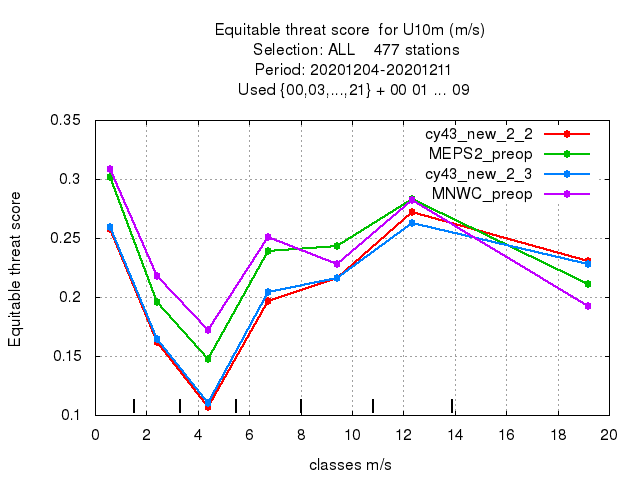 Equitable threat score  for U10m (m/s)
Selection: ALL    477 stations
Period: 20201204-20201211
Used {00,03,...,21} + 00 01 ... 09
0.35
0.3
0.25
0.2
0.15
0.1
Equitable threat score
cy43_new_2_2
MEPS2_preop
cy43_new_2_3
MNWC_preop
0 2 4 6 8 10 12 14 16 18 20
classes m/s